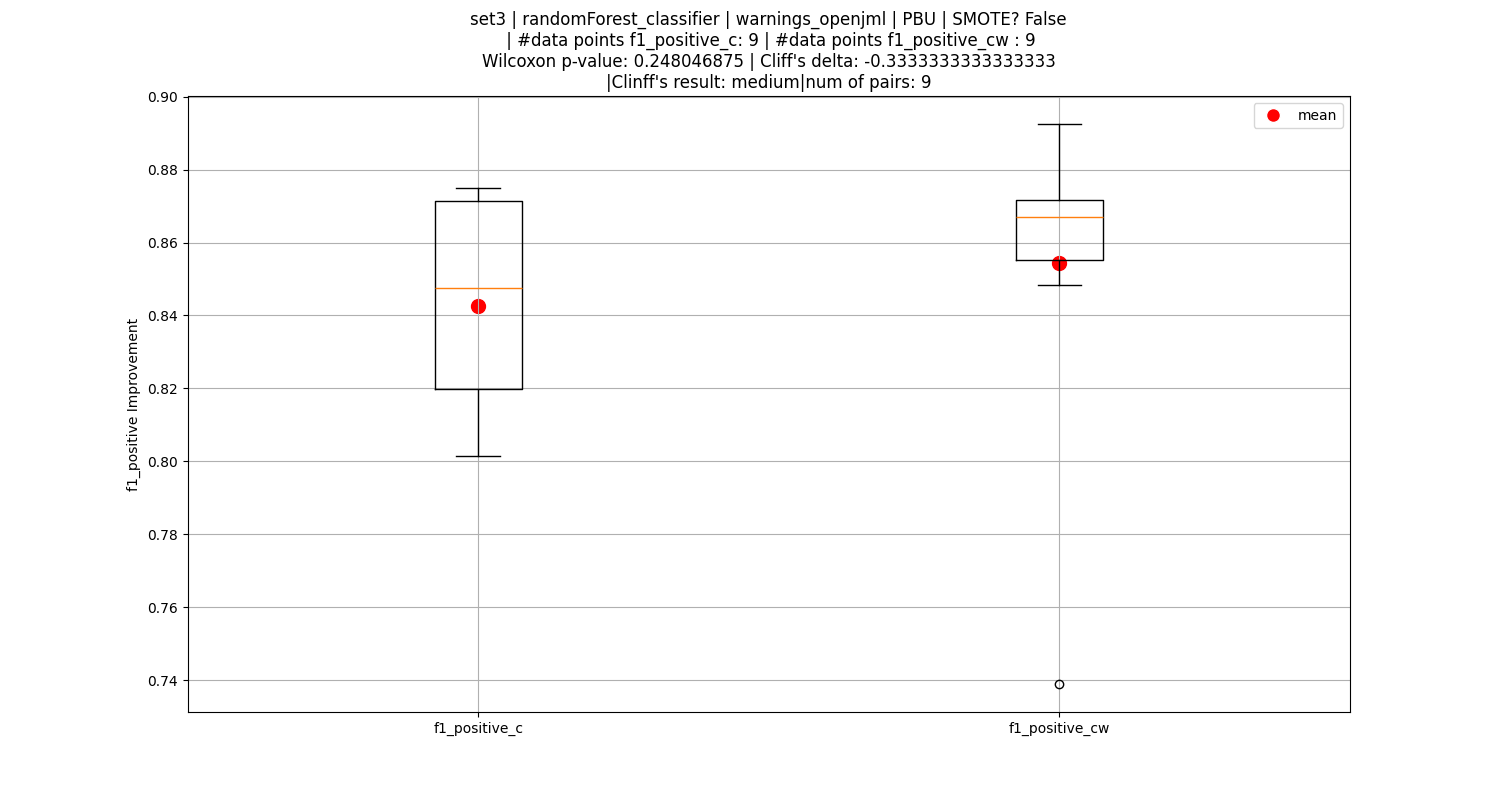 set3 | randomForest_classifier | warnings_openjml | PBU | SMOTE? False
| #data points f1_positive_c: 9 | #data points f1_positive_cw : 9
Wilcoxon p-value: 0.248046875 | Cliff's delta: -0.3333333333333333
|Clinff's result: medium|num of pairs: 9
mean
0.90
0.88
0.86
0.84
0.82
0.80
0.78
0.76
0.74
f1_positive Improvement
f1_positive_c
f1_positive_cw